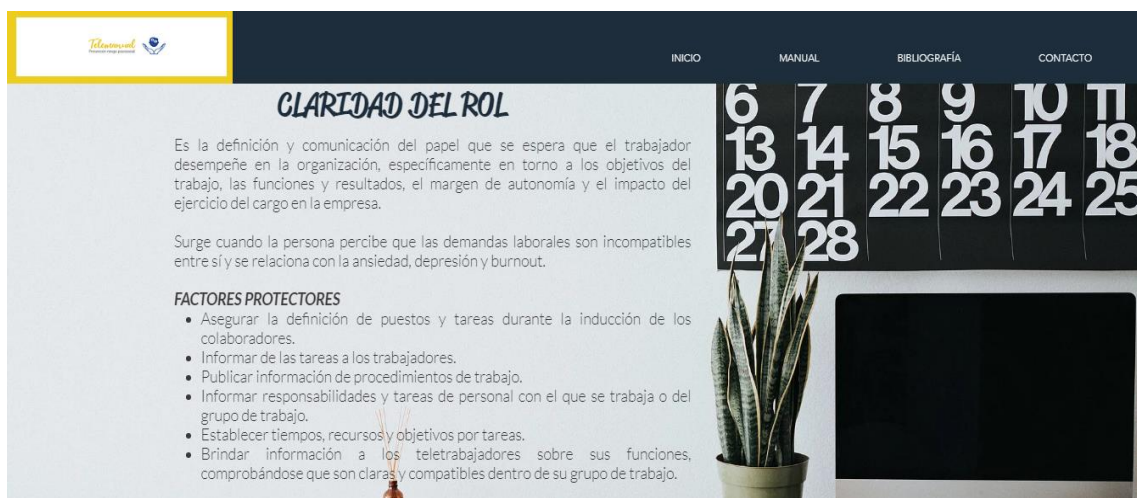 INICIO MANUAL BIBLIOGRAFÍA CONTACTO
CLARIDAD DEL ROL
Es la definición y comunicación del papel que se espera que el trabajador
desempeñe en la organización, específicamente en torno a los objetivos del
trabajo, las funciones y resultados, el margen de autonomía y el impacto del
ejercicio del cargo en la empresa.
Surge cuando la persona percibe que las demandas laborales son incompatibles
entre sí y se relaciona con la ansiedad, depresión y burnout.
FACTORES PROTECTORES
• Asegurar la definición de puestos y tareas durante la inducción de los
colaboradores.
• Informar de las tareas a los trabajadores.
• Publicar información de procedimientos de trabajo.
• Informar responsabilidades y tareas de personal con el que se trabaja o del
grupo de trabajo.
• Establecer tiempos, recursos y objetivos por tareas.
• Brindar información a los teletrabajadores sobre sus funciones,
comprobándose que son claras y compatibles dentro de su grupo de trabajo.
6 7 8 9 10 11
13 14 15 16 17 18
20 21 22 23 24 25
27 28